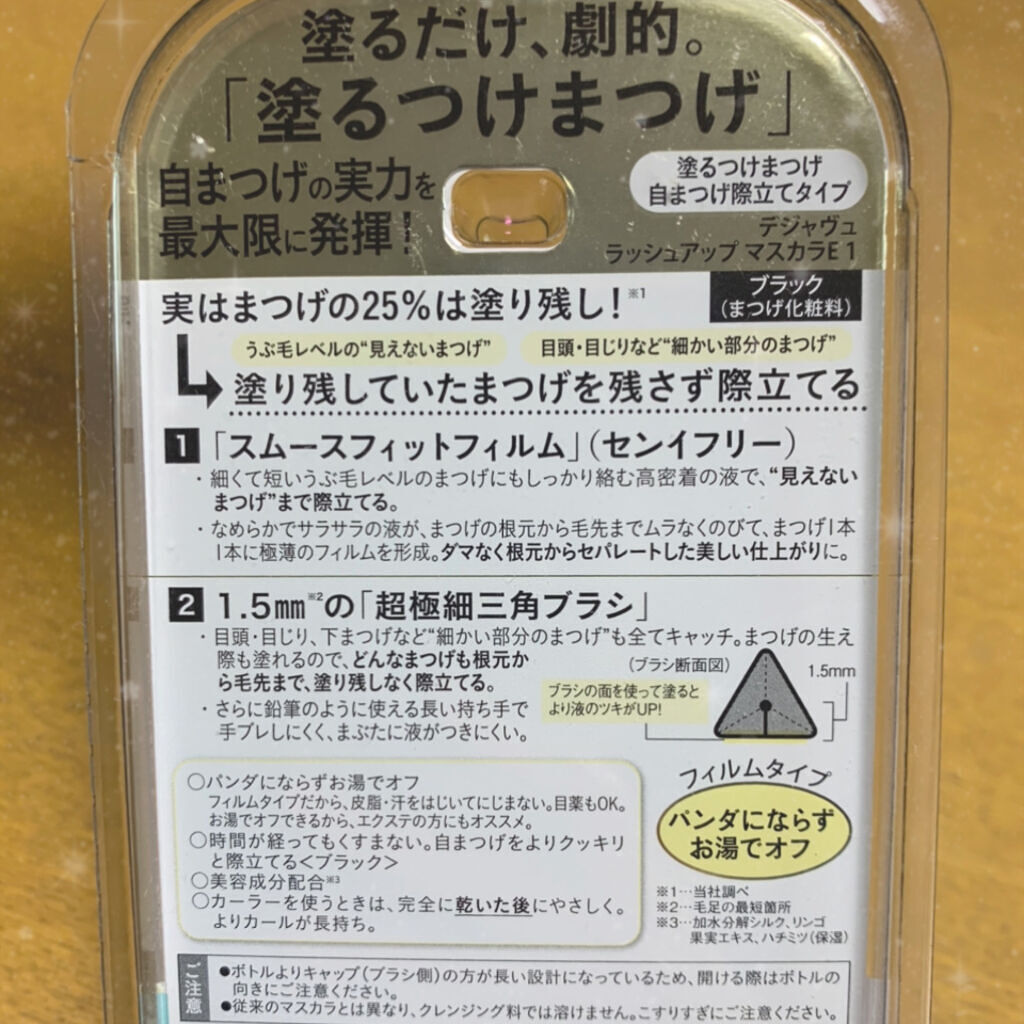 塗るだけ、劇的。
「塗るつけまつげ」
自まつげの実力を
最大限に発揮!
塗るつけまつげ
自まつげ際立てタイプ
デジャヴュ
ラッシュアップ マスカラE 1
ブラック
(まつげ化粧料)
実はまつげの25%は塗り残し!※1
うぶ毛レベルの“見えないまつげ” 目頭・目じりなど“細かい部分のまつげ”
塗り残していたまつげを残さず際立てる
1 「スムースフィットフィルム」(センイフリー)
・細くて短いうぶ毛レベルのまつげにもしっかり絡む高密着の液で、“見えない
まつげ”まで際立てる。
・なめらかでサラサラの液が、まつげの根元から毛先までムラなくのびて、まつげ1本
1本に極薄のフィルムを形成。ダマなく根元からセパレートした美しい仕上がりに。
2 1.5㎜※2の「超極細三角ブラシ」
・目頭・目じり、下まつげなど“細かい部分のまつげ”も全てキャッチ。まつげの生え
際も塗れるので、どんなまつげも根元か
ら毛先まで、塗り残しなく際立てる。
・さらに鉛筆のように使える長い持ち手で
手ブレしにくく、まぶたに液がつきにくい。
(ブラシ断面図)
1.5mm
ブラシの面を使って塗ると
より液のツキがUP!
○パンダにならずお湯でオフ
フィルムタイプだから、皮脂・汗をはじいてにじまない。目薬もOK。
お湯でオフできるから、エクステの方にもオススメ。
○時間が経ってもくすまない。自まつげをよりクッキリ
と際立てる<ブラック>
○美容成分配合※3
○カーラーを使うときは、完全に乾いた後にやさしく。
よりカールが長持ち。
フィルムタイプ
パンダにならず
お湯でオフ
※1…当社調べ
※2…毛足の最短箇所
※3…加水分解シルク、リンゴ
果実エキス、ハチミツ(保湿)
ご注意
●ボトルよりキャップ(ブラシ側)の方が長い設計になっているため、開ける際はボトルの
向きにご注意ください。
●従来のマスカラとは異なり、クレンジング料では溶けません。こすりすぎにご注意ください。